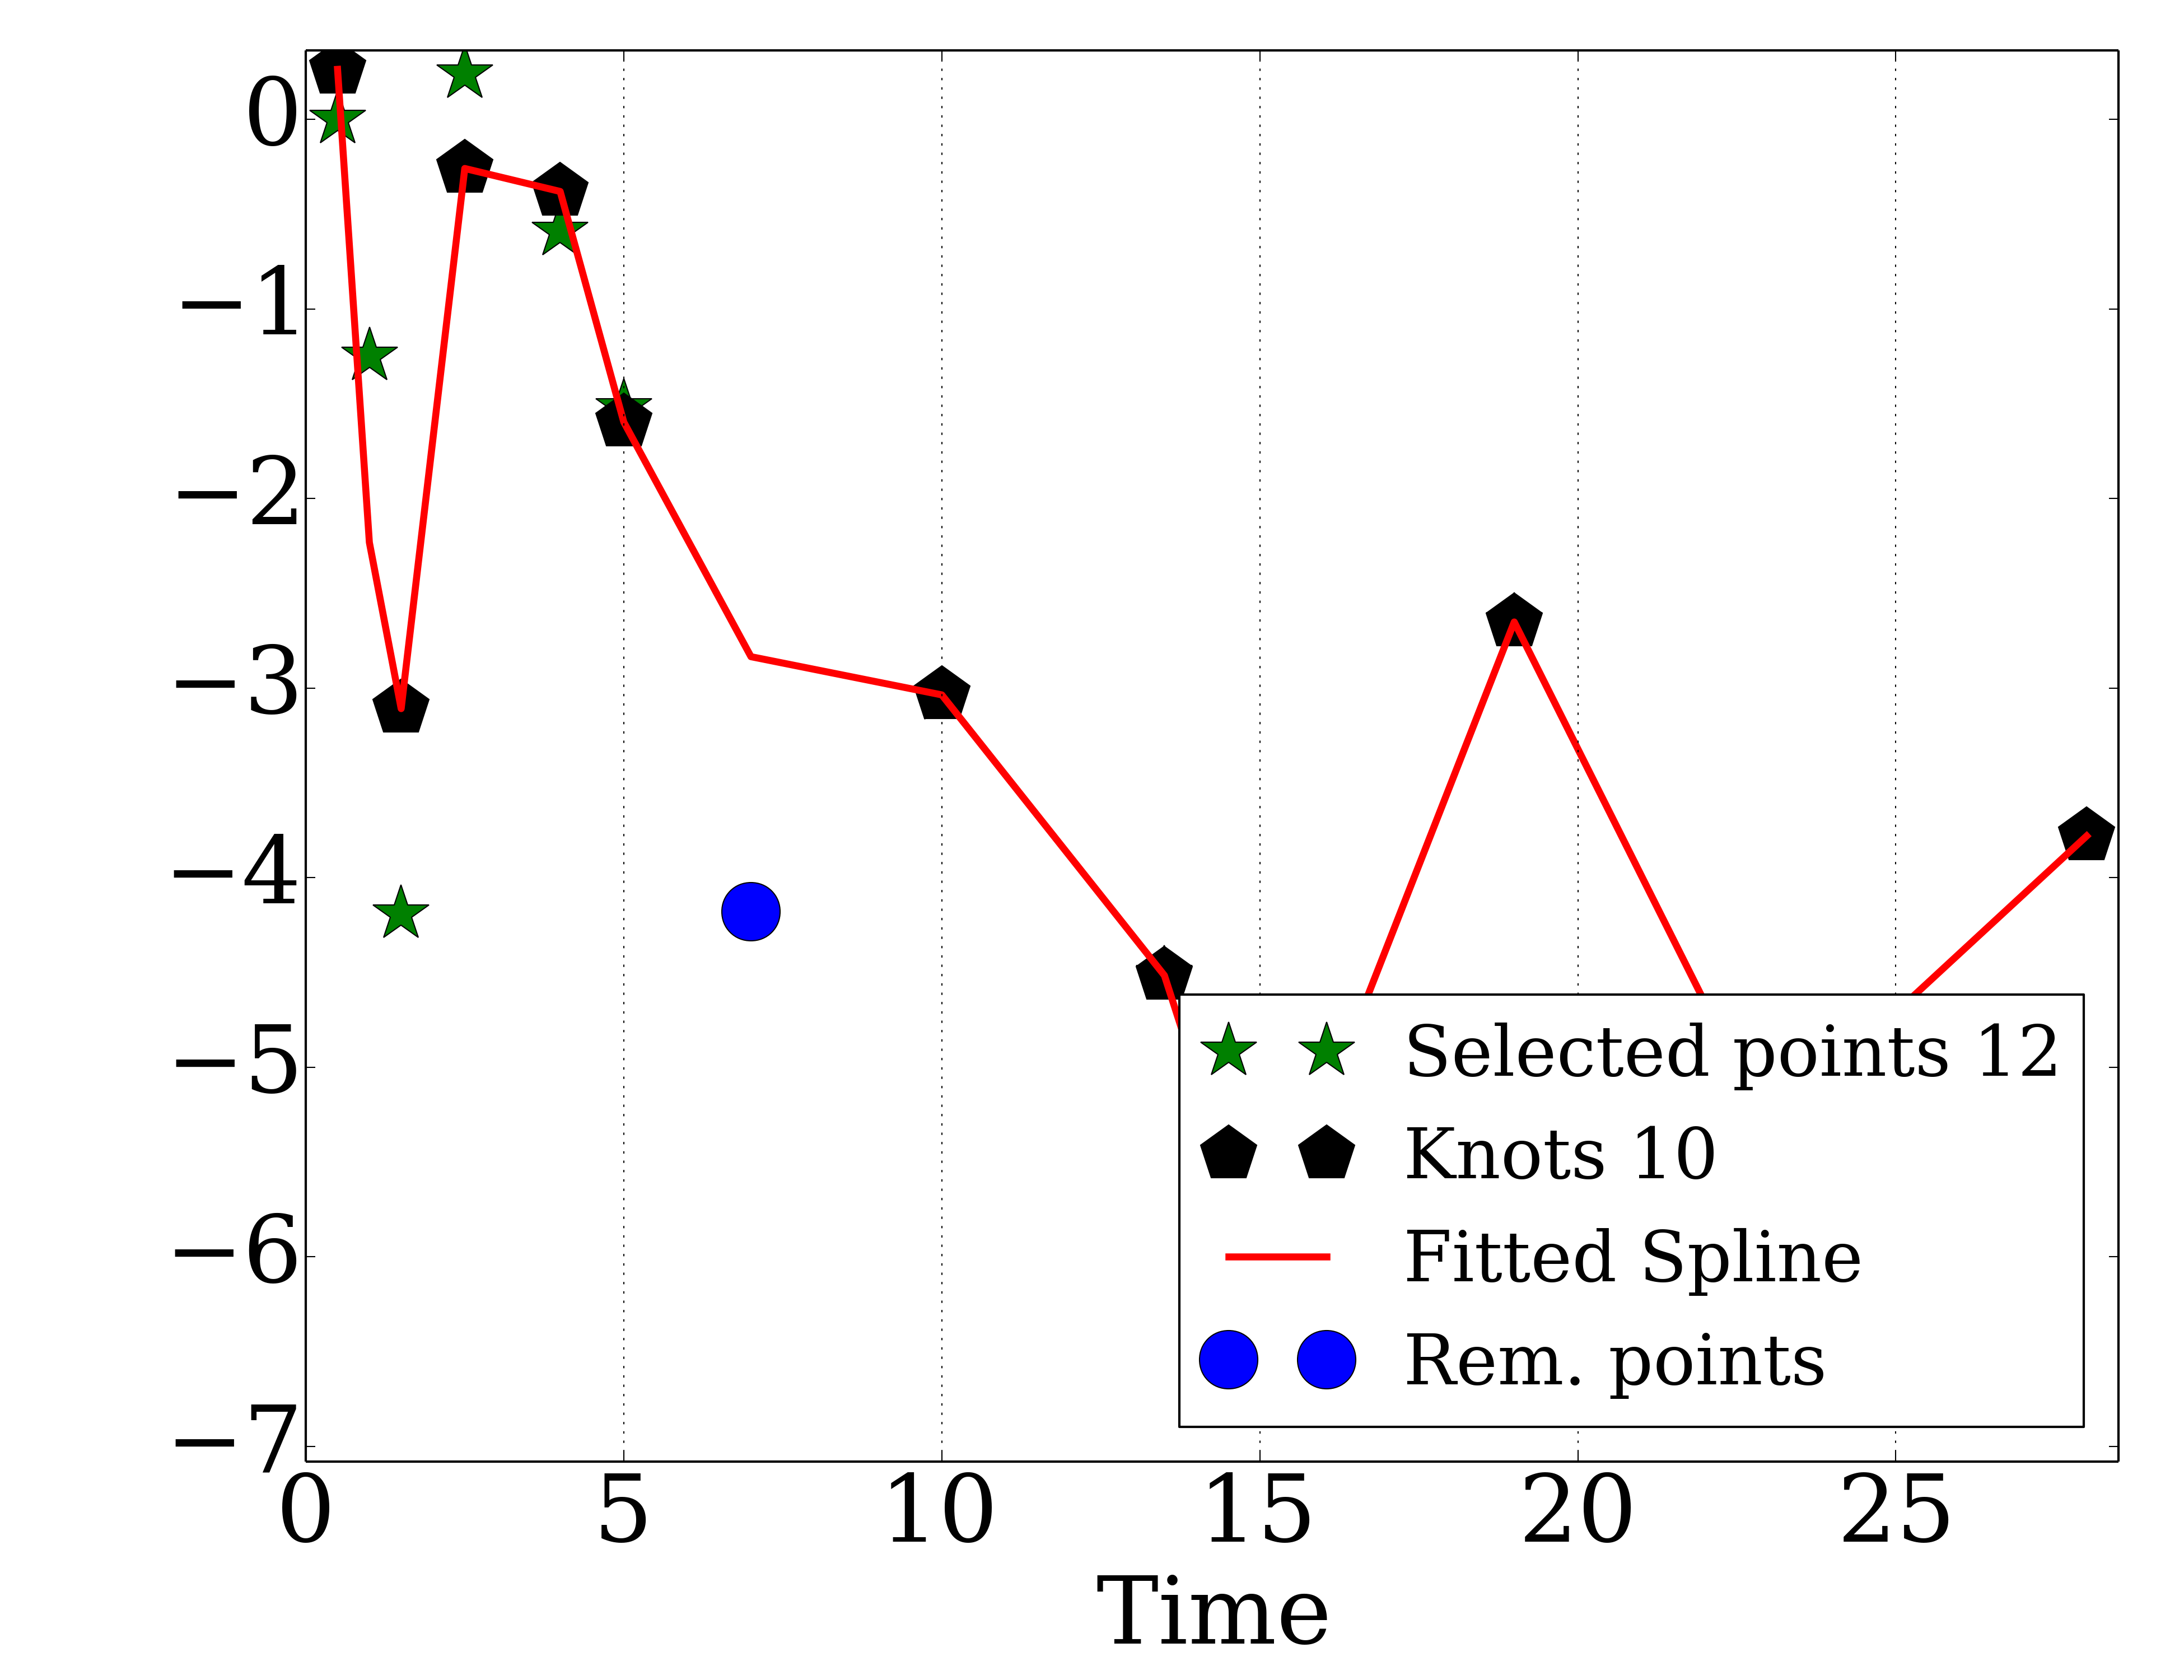 0
−1
−2
−3
−4
−5
−6
−7
0 5 10 15 20 25
Time
Selected points 12
Knots 10
Fitted Spline
Rem. points